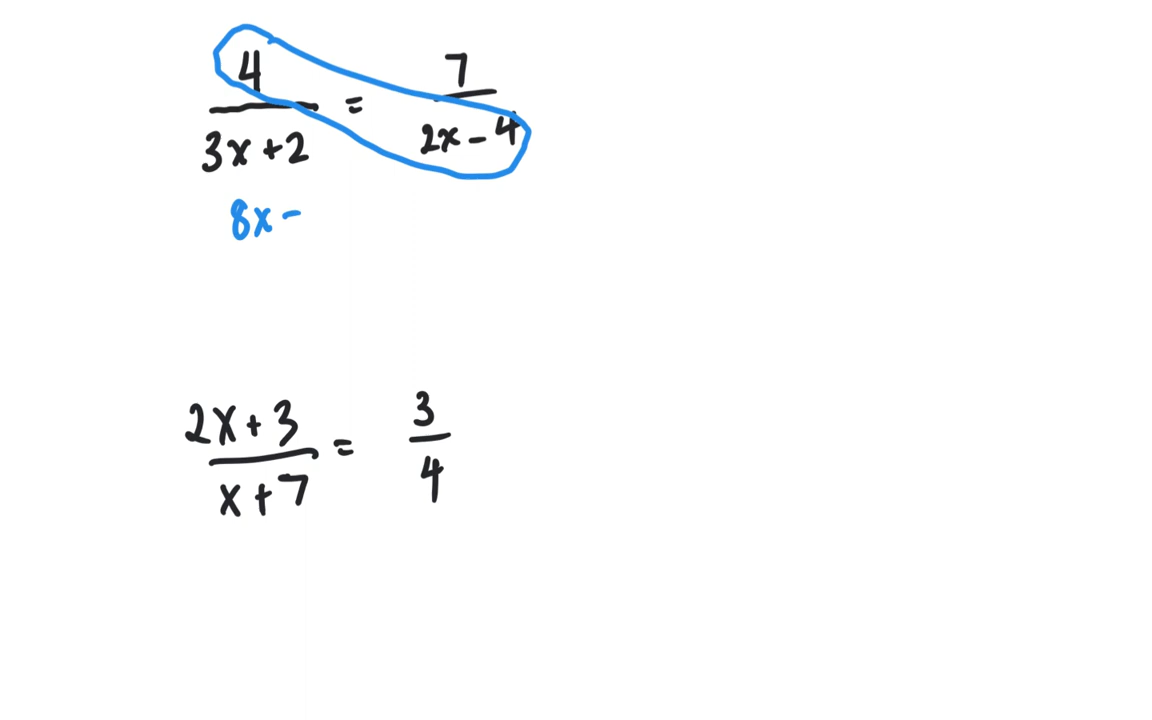 4/(3x+2) = 7/(2x-4)
8x -
(2x+3)/(x+7) = 3/4